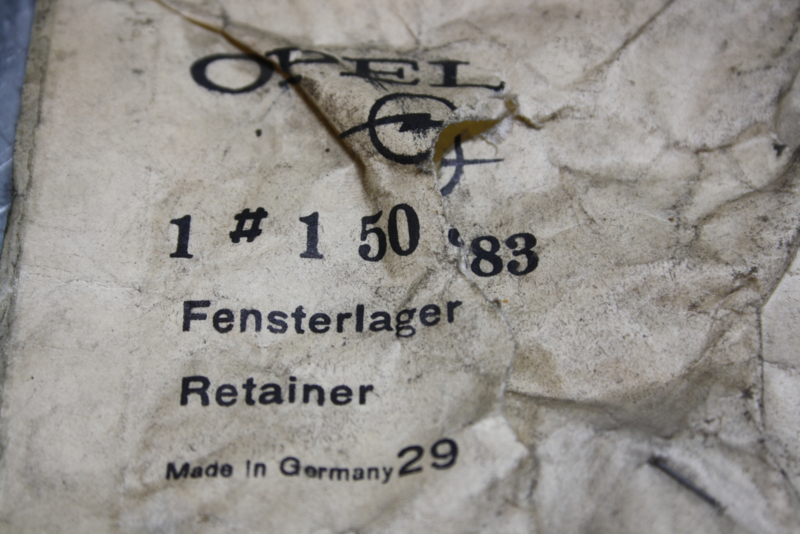 OPEL
1 # 1 50 '83
Fensterlager
Retainer
Made in Germany 29